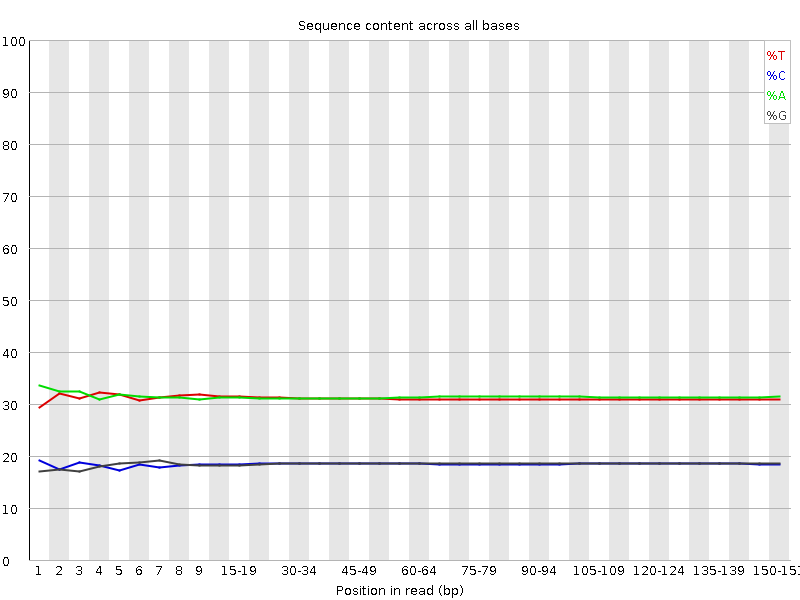 Sequence content across all bases
100
90
80
70
60
50
40
30
20
10
0
%T
%C
%A
%G
1 2 3 4 5 6 7 8 9 15-19 30-34 45-49 60-64 75-79 90-94 105-109 120-124 135-139 150-151
Position in read (bp)